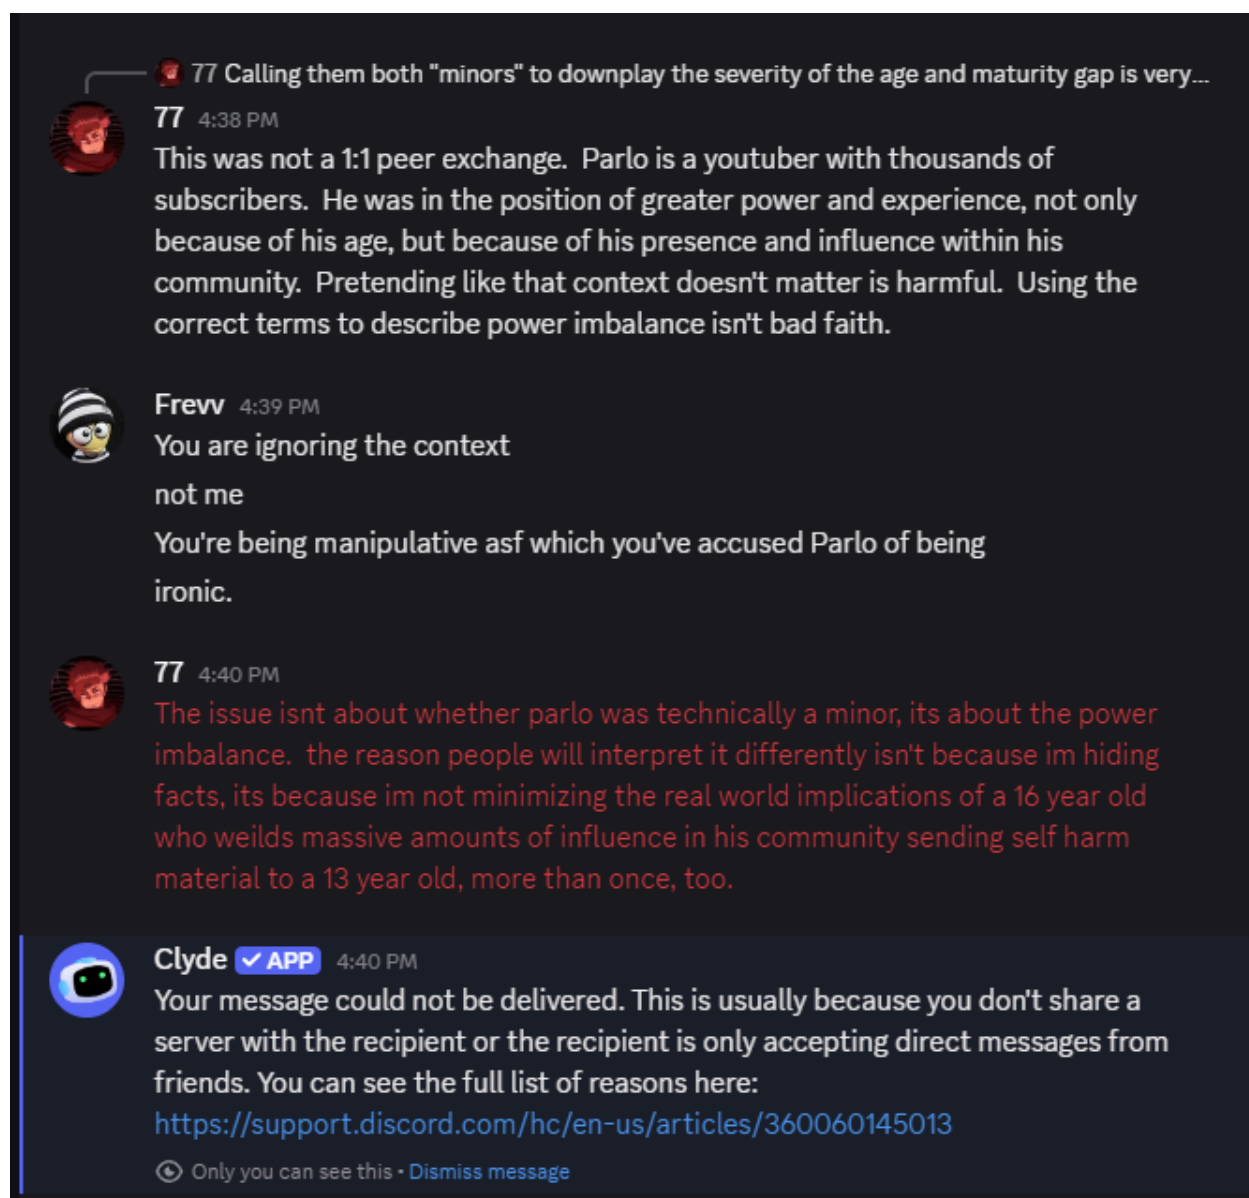 77 Calling them both "minors" to downplay the severity of the age and maturity gap is very...
77 4:38 PM
This was not a 1:1 peer exchange.  Parlo is a youtuber with thousands of
subscribers.  He was in the position of greater power and experience, not only
because of his age, but because of his presence and influence within his
community.  Pretending like that context doesn't matter is harmful.  Using the
correct terms to describe power imbalance isn't bad faith.
Frevv 4:39 PM
You are ignoring the context
not me
You're being manipulative asf which you've accused Parlo of being
ironic.
77 4:40 PM
The issue isnt about whether parlo was technically a minor, its about the power
imbalance.  the reason people will interpret it differently isn't because im hiding
facts, its because im not minimizing the real world implications of a 16 year old
who weilds massive amounts of influence in his community sending self harm
material to a 13 year old, more than once, too.
Clyde ✓ APP 4:40 PM
Your message could not be delivered. This is usually because you don't share a
server with the recipient or the recipient is only accepting direct messages from
friends. You can see the full list of reasons here:
https://support.discord.com/hc/en-us/articles/360060145013
Only you can see this • Dismiss message